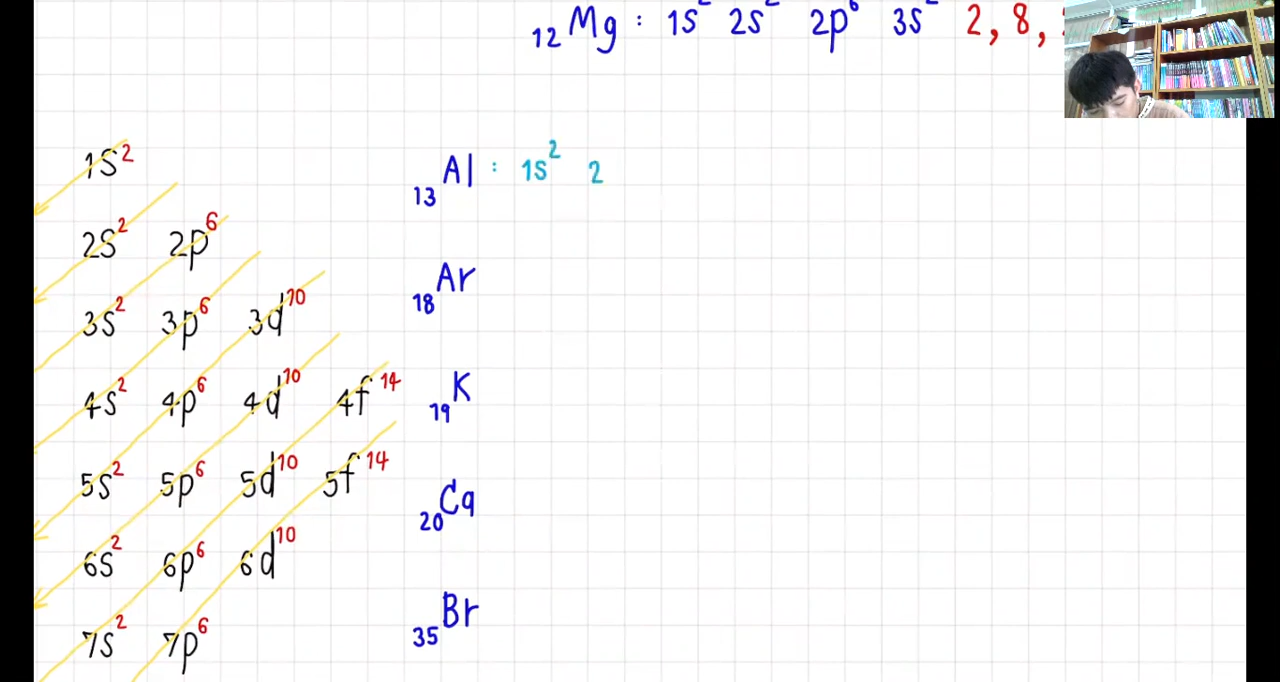 ₁₂Mg : 1s² 2s² 2p⁶ 3s² 2, 8,
1s²
₁₃Al : 1s² 2
2s² 2p⁶
₁₈Ar
3s² 3p⁶ 3d¹⁰
4s² 4p⁶ 4d¹⁰ 4f¹⁴
₁₉K
5s² 5p⁶ 5d¹⁰ 5f¹⁴
₂₀Ca
6s² 6p⁶ 6d¹⁰
₃₅Br
7s² 7p⁶